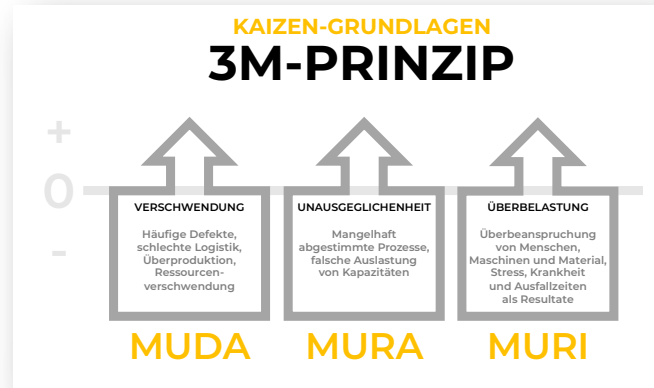 KAIZEN-GRUNDLAGEN
3M-PRINZIP
+
0
-
VERSCHWENDUNG
Häufige Defekte,
schlechte Logistik,
Überproduktion,
Ressourcen-
verschwendung
MUDA
UNAUSGEGLICHENHEIT
Mangelhaft
abgestimmte Prozesse,
falsche Auslastung
von Kapazitäten
MURA
ÜBERBELASTUNG
Überbeanspruchung
von Menschen,
Maschinen und Material,
Stress, Krankheit
und Ausfallzeiten
als Resultate
MURI